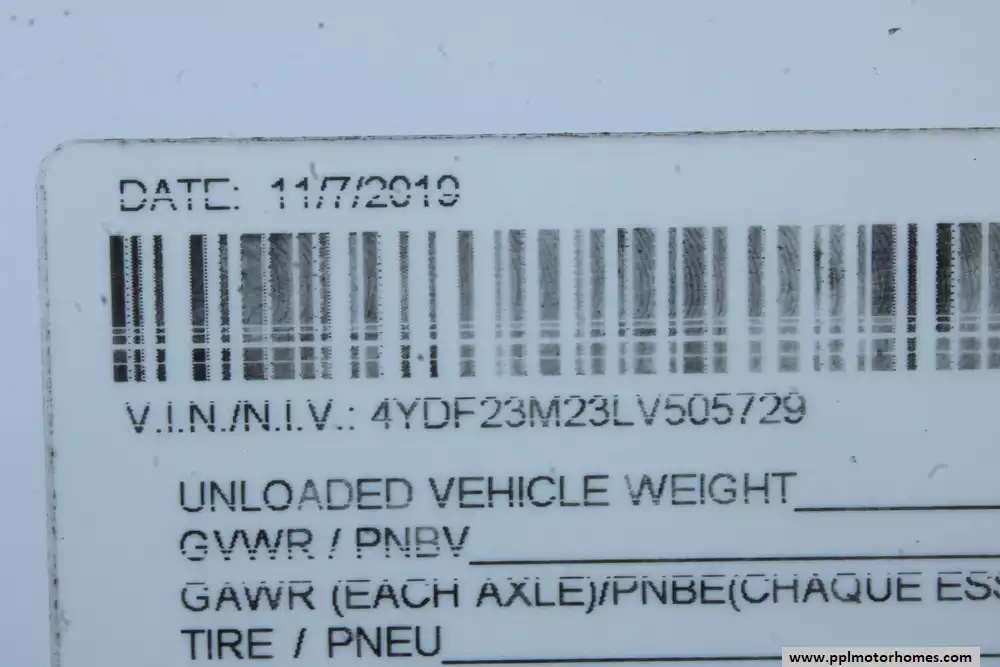 DATE: 11/7/2019
V.I.N./N.I.V.: 4YDF23M23LV505729
UNLOADED VEHICLE WEIGHT
GVWR / PNBV
GAWR (EACH AXLE)/PNBE(CHAQUE ESS
TIRE / PNEU
www.pplmotorhomes.com